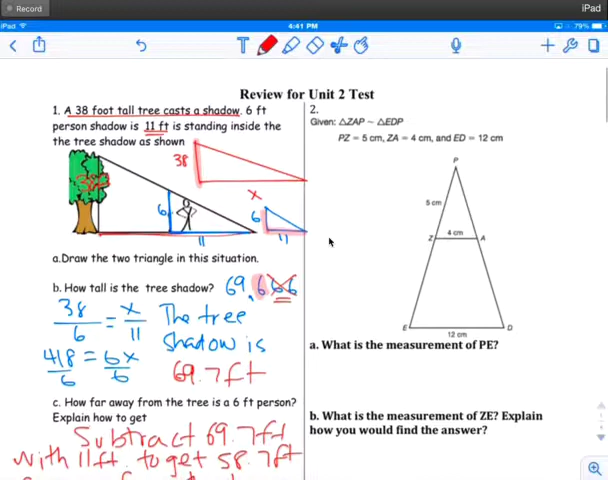 Record
iPad
iPad
4:41 PM
79%
T
Review for Unit 2 Test
1. A 38 foot tall tree casts a shadow. 6 ft
person shadow is 11 ft is standing inside the
the tree shadow as shown
38
38
6
11
x
6
11
a.Draw the two triangle in this situation.
b. How tall is the tree shadow? 69,666
38/6 = x/11 The tree
shadow is
418/6 = 6x/6 69.7ft
c. How far away from the tree is a 6 ft person?
Explain how to get
Subtract 69.7ft
with 11ft. to get 58.7ft
2.
Given: △ZAP ~ △EDP
PZ = 5 cm, ZA = 4 cm, and ED = 12 cm
P
5 cm
4 cm
Z
A
E
D
12 cm
a. What is the measurement of PE?
b. What is the measurement of ZE? Explain
how you would find the answer?